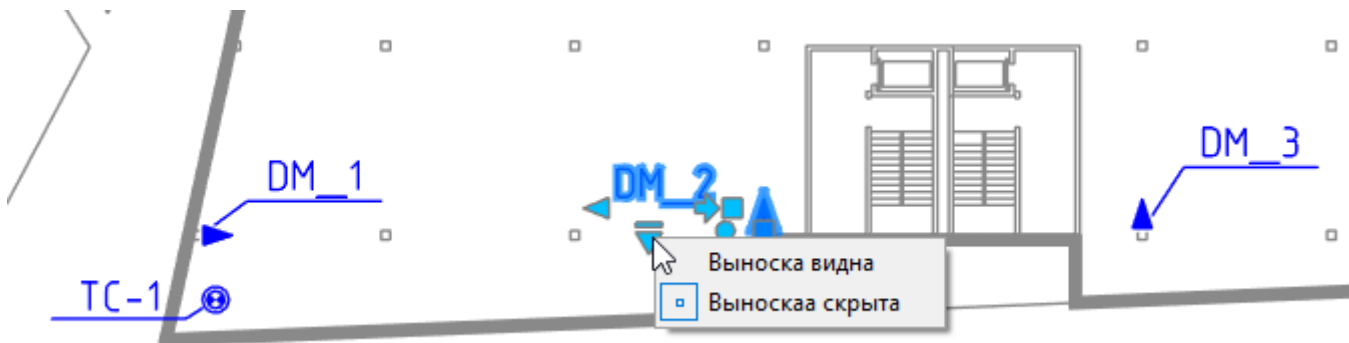 DM_3
DM_1
DM_2
Выноска видна
Выноскаа скрыта
TC-1